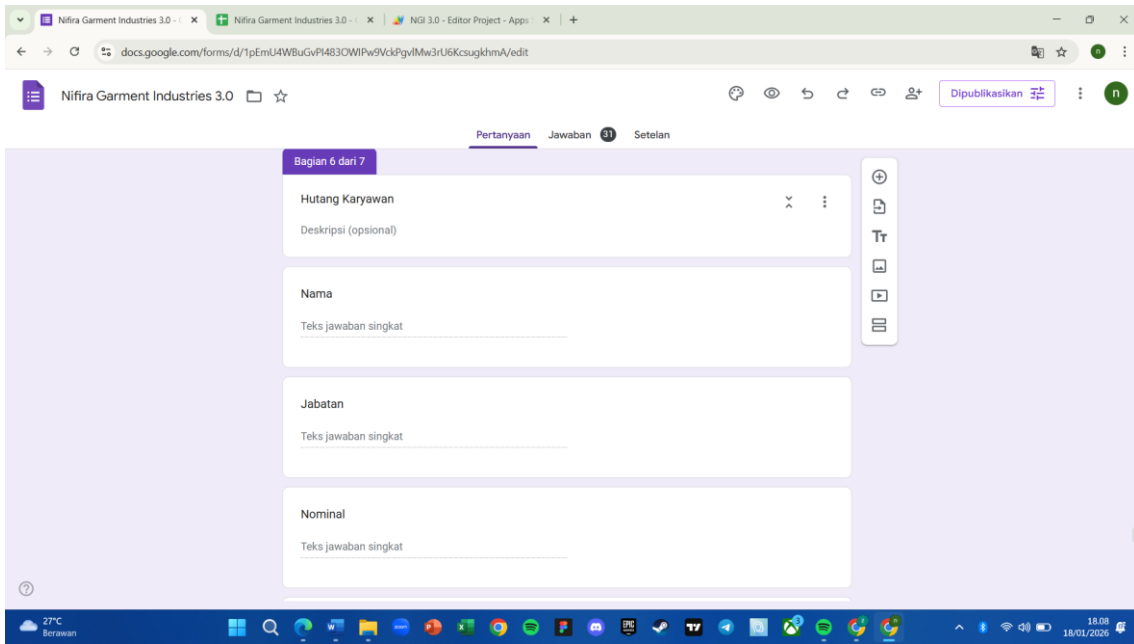 Nifira Garment Industries 3.0 - 
Nifira Garment Industries 3.0 - 
NGI 3.0 - Editor Project - Apps
docs.google.com/forms/d/1pEmU4WBuGvPl483OWlPw9VckPgvlMw3rU6KcsugkhmA/edit
Nifira Garment Industries 3.0
Dipublikasikan
n
Pertanyaan Jawaban 31 Setelan
Bagian 6 dari 7
Hutang Karyawan
Deskripsi (opsional)
Nama
Teks jawaban singkat
Jabatan
Teks jawaban singkat
Nominal
Teks jawaban singkat
27°C
Berawan
18.08
18/01/2026